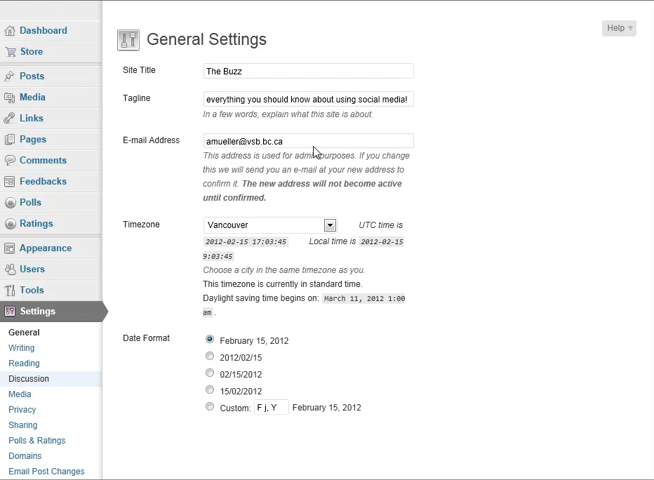 Dashboard
Store
Posts
Media
Links
Pages
Comments
Feedbacks
Polls
Ratings
Appearance
Users
Tools
Settings
General
Writing
Reading
Discussion
Media
Privacy
Sharing
Polls & Ratings
Domains
Email Post Changes
Help
General Settings
Site Title
The Buzz
Tagline
everything you should know about using social media!
In a few words, explain what this site is about.
E-mail Address
amueller@vsb.bc.ca
This address is used for admin purposes. If you change
this we will send you an e-mail at your new address to
confirm it. The new address will not become active
until confirmed.
Timezone
Vancouver
UTC time is
2012-02-15 17:03:45
Local time is 2012-02-15
9:03:45
Choose a city in the same timezone as you.
This timezone is currently in standard time.
Daylight saving time begins on: March 11, 2012 1:00
am .
Date Format
February 15, 2012
2012/02/15
02/15/2012
15/02/2012
Custom: F j, Y February 15, 2012